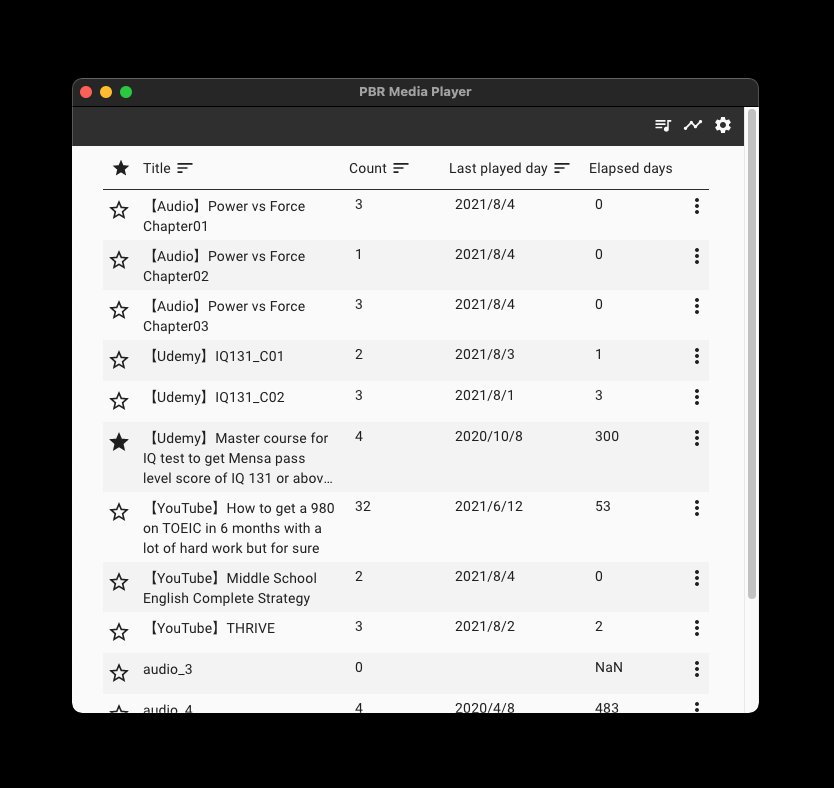 PBR Media Player
Title Count Last played day Elapsed days
【Audio】Power vs Force 3 2021/8/4 0
Chapter01
【Audio】Power vs Force 1 2021/8/4 0
Chapter02
【Audio】Power vs Force 3 2021/8/4 0
Chapter03
【Udemy】IQ131_C01 2 2021/8/3 1
【Udemy】IQ131_C02 3 2021/8/1 3
【Udemy】Master course for 4 2020/10/8 300
IQ test to get Mensa pass
level score of IQ 131 or abov…
【YouTube】How to get a 980 32 2021/6/12 53
on TOEIC in 6 months with a
lot of hard work but for sure
【YouTube】Middle School 2 2021/8/4 0
English Complete Strategy
【YouTube】THRIVE 3 2021/8/2 2
audio_3 0 NaN
audio_4 4 2020/4/8 483